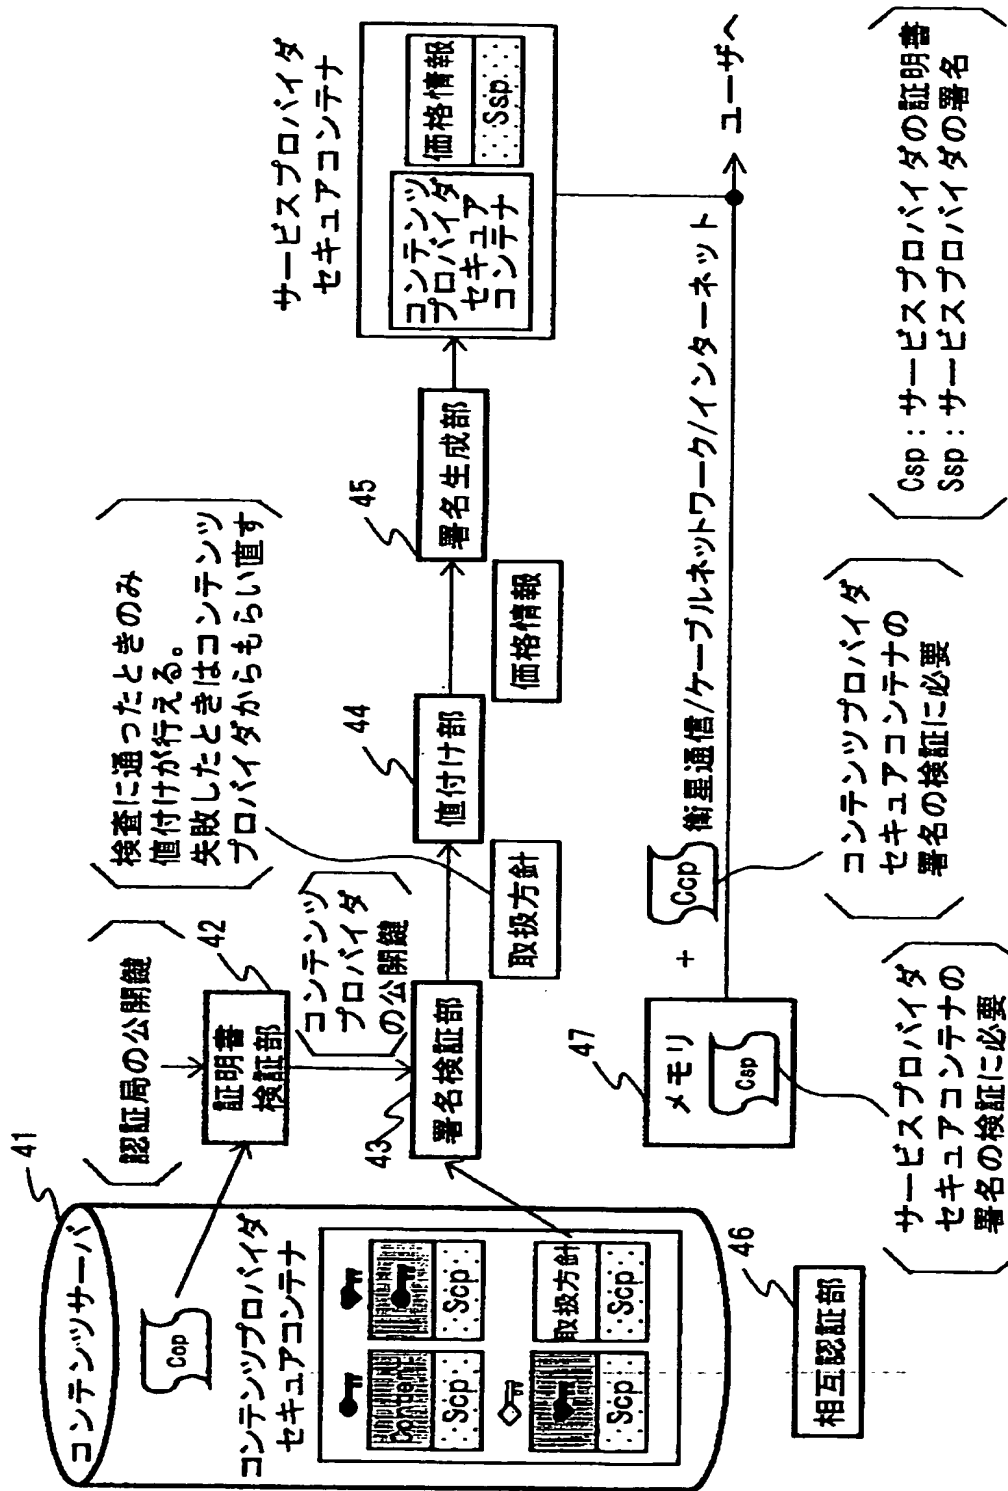 コンテンツサーバ
41
Ccp
コンテンツプロバイダ
セキュアコンテナ
Content
Scp
Scp
Scp
取扱方針
Scp
認証局の公開鍵
証明書
検証部
42
コンテンツ
プロバイダ
の公開鍵
署名検証部
43
検査に通ったときのみ
値付けが行える。
失敗したときはコンテンツ
プロバイダからもらい直す
取扱方針
値付け部
44
価格情報
署名生成部
45
サービスプロバイダ
セキュアコンテナ
コンテンツ
プロバイダ
セキュア
コンテナ
価格情報
Ssp
相互認証部
46
メモリ
47
Csp
+
Ccp
衛星通信/ケーブルネットワーク/インターネット
ユーザへ
サービスプロバイダ
セキュアコンテナの
署名の検証に必要
コンテンツプロバイダ
セキュアコンテナの
署名の検証に必要
Csp：サービスプロバイダの証明書
Ssp：サービスプロバイダの署名